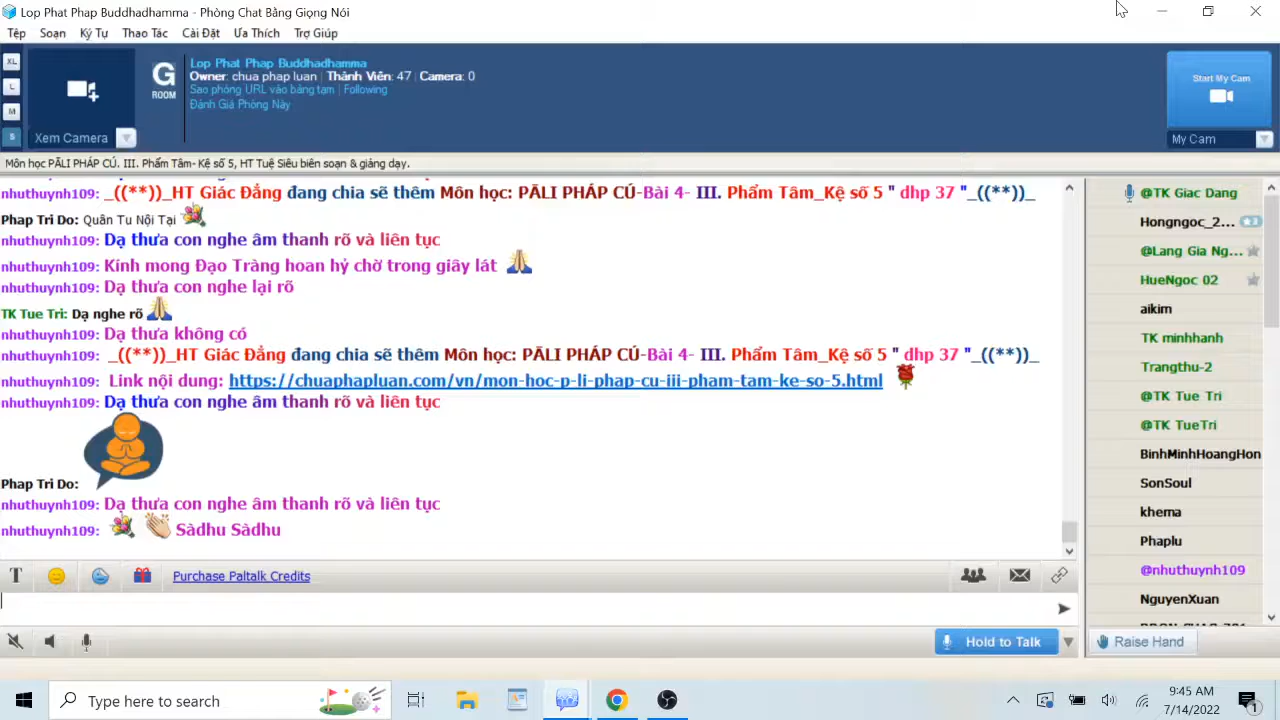 Lop Phat Phap Buddhadhamma - Phòng Chat Bằng Giọng Nói
Tệp Soạn Ký Tự Thao Tác Cài Đặt Ưa Thích Trợ Giúp
XL
L
M
S
Xem Camera
G
ROOM
Lop Phat Phap Buddhadhamma
Owner: chua phap luan | Thành Viên: 47 | Camera: 0
Sao phỏng URL vào bảng tạm | Following
Đánh Giá Phòng Này
Start My Cam
My Cam
Môn học PĀLI PHÁP CÚ. III. Phẩm Tâm- Kệ số 5, HT Tuệ Siêu biên soạn & giảng dạy.
nhuthuynh109: _((**))_HT Giác Đẳng đang chia sẽ thêm Môn học: PĀLI PHÁP CÚ-Bài 4- III. Phẩm Tâm_Kệ số 5 " dhp 37 "_((**))_
Phap Tri Do: Quân Tu Nội Tại
nhuthuynh109: Dạ thưa con nghe âm thanh rõ và liên tục
nhuthuynh109: Kính mong Đạo Tràng hoan hỷ chờ trong giây lát
nhuthuynh109: Dạ thưa con nghe lại rõ
TK Tue Tri: Dạ nghe rõ
nhuthuynh109: Dạ thưa không có
nhuthuynh109: _((**))_HT Giác Đẳng đang chia sẽ thêm Môn học: PĀLI PHÁP CÚ-Bài 4- III. Phẩm Tâm_Kệ số 5 " dhp 37 "_((**))_
nhuthuynh109: Link nội dung: https://chuaphapluan.com/vn/mon-hoc-p-li-phap-cu-iii-pham-tam-ke-so-5.html
nhuthuynh109: Dạ thưa con nghe âm thanh rõ và liên tục
Phap Tri Do:
nhuthuynh109: Dạ thưa con nghe âm thanh rõ và liên tục
nhuthuynh109: Sàdhu Sàdhu
@TK Giac Dang
Hongngoc_2...
@Lang Gia Ng...
HueNgoc 02
aikim
TK minhhanh
Trangthu-2
@TK Tue Tri
@TK TueTri
BinhMinhHoangHon
SonSoul
khema
Phaplu
@nhuthuynh109
NguyenXuan
T Purchase Paltalk Credits
Hold to Talk
Raise Hand
Type here to search
9:45 AM
7/14/2022
1